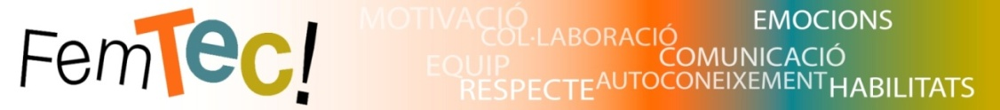 FemTec!
MOTIVACIÓ
COL·LABORACIÓ
EMOCIONS
EQUIP
COMUNICACIÓ
RESPECTE
AUTOCONEIXEMENT
HABILITATS